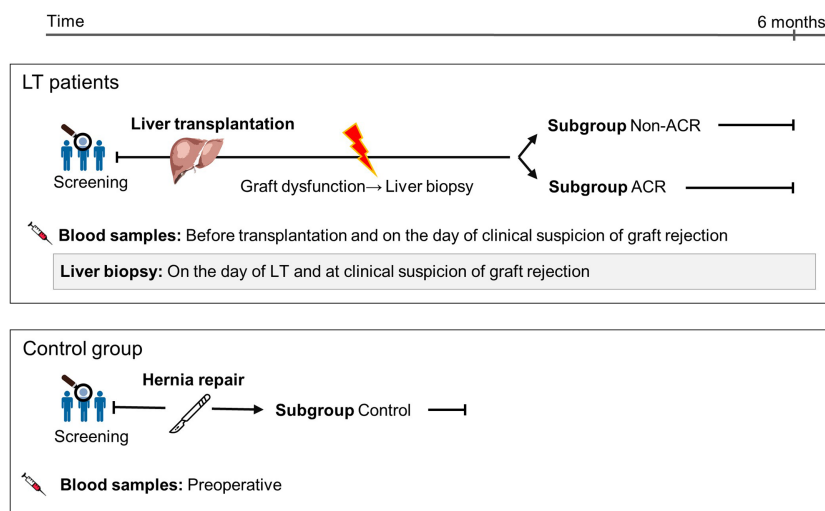 Time
6 months
LT patients
Liver transplantation
Subgroup Non-ACR
Screening
Graft dysfunction→ Liver biopsy
Subgroup ACR
Blood samples: Before transplantation and on the day of clinical suspicion of graft rejection
Liver biopsy: On the day of LT and at clinical suspicion of graft rejection
Control group
Hernia repair
Subgroup Control
Screening
Blood samples: Preoperative